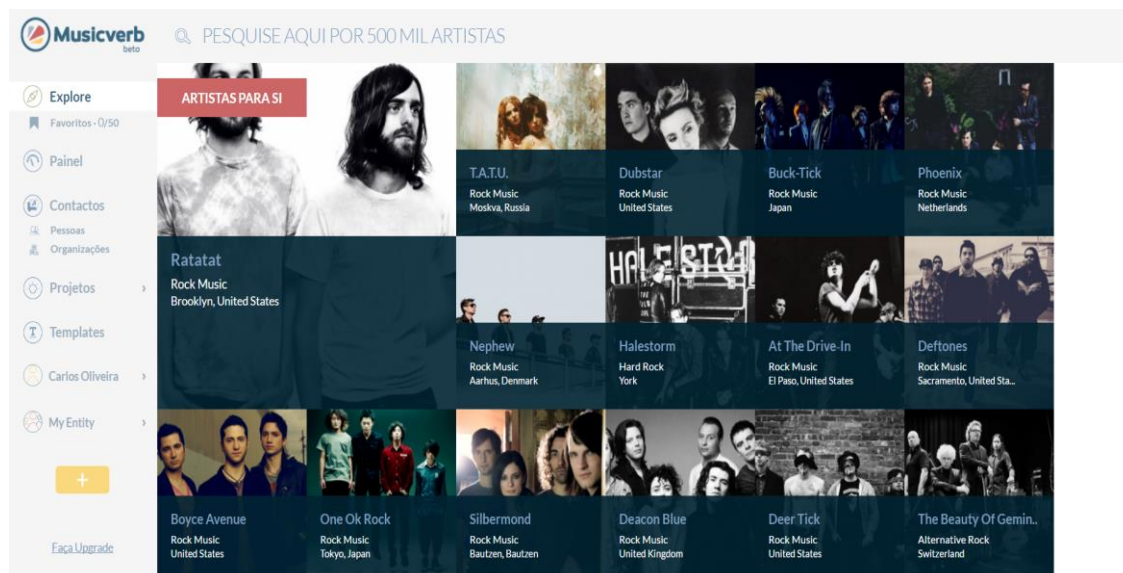 Musicverb
beta
PESQUISE AQUI POR 500 MIL ARTISTAS
Explore
Favoritos - 0/50
Painel
Contactos
Pessoas
Organizações
Projetos
Templates
Carlos Oliveira
My Entity
+
Faça Upgrade
ARTISTAS PARA SI
Ratatat
Rock Music
Brooklyn, United States
T.A.T.U.
Rock Music
Moskva, Russia
Dubstar
Rock Music
United States
Buck-Tick
Rock Music
Japan
Phoenix
Rock Music
Netherlands
Nephew
Rock Music
Aarhus, Denmark
HALESTORM
Halestorm
Hard Rock
York
At The Drive-In
Rock Music
El Paso, United States
Deftones
Rock Music
Sacramento, United Sta...
Boyce Avenue
Rock Music
United States
One Ok Rock
Rock Music
Tokyo, Japan
Silbermond
Rock Music
Bautzen, Bautzen
Deacon Blue
Rock Music
United Kingdom
Deer Tick
Rock Music
United States
The Beauty Of Gemin..
Alternative Rock
Switzerland